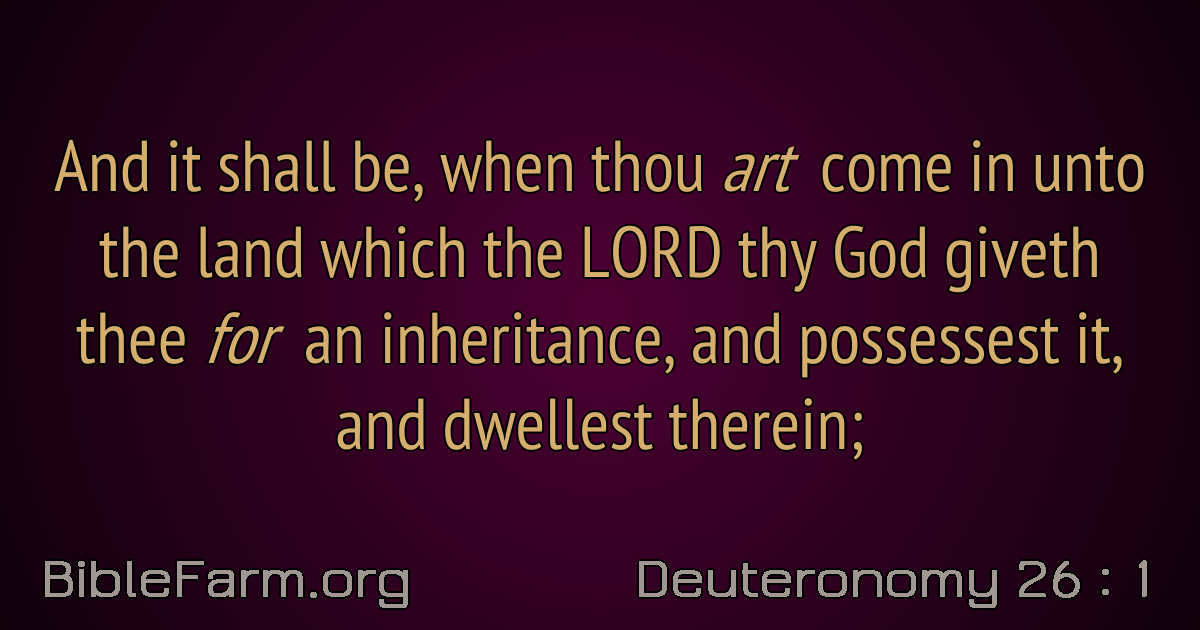 And it shall be, when thou art come in unto
the land which the LORD thy God giveth
thee for an inheritance, and possessest it,
and dwellest therein;
BibleFarm.org
Deuteronomy 26 : 1